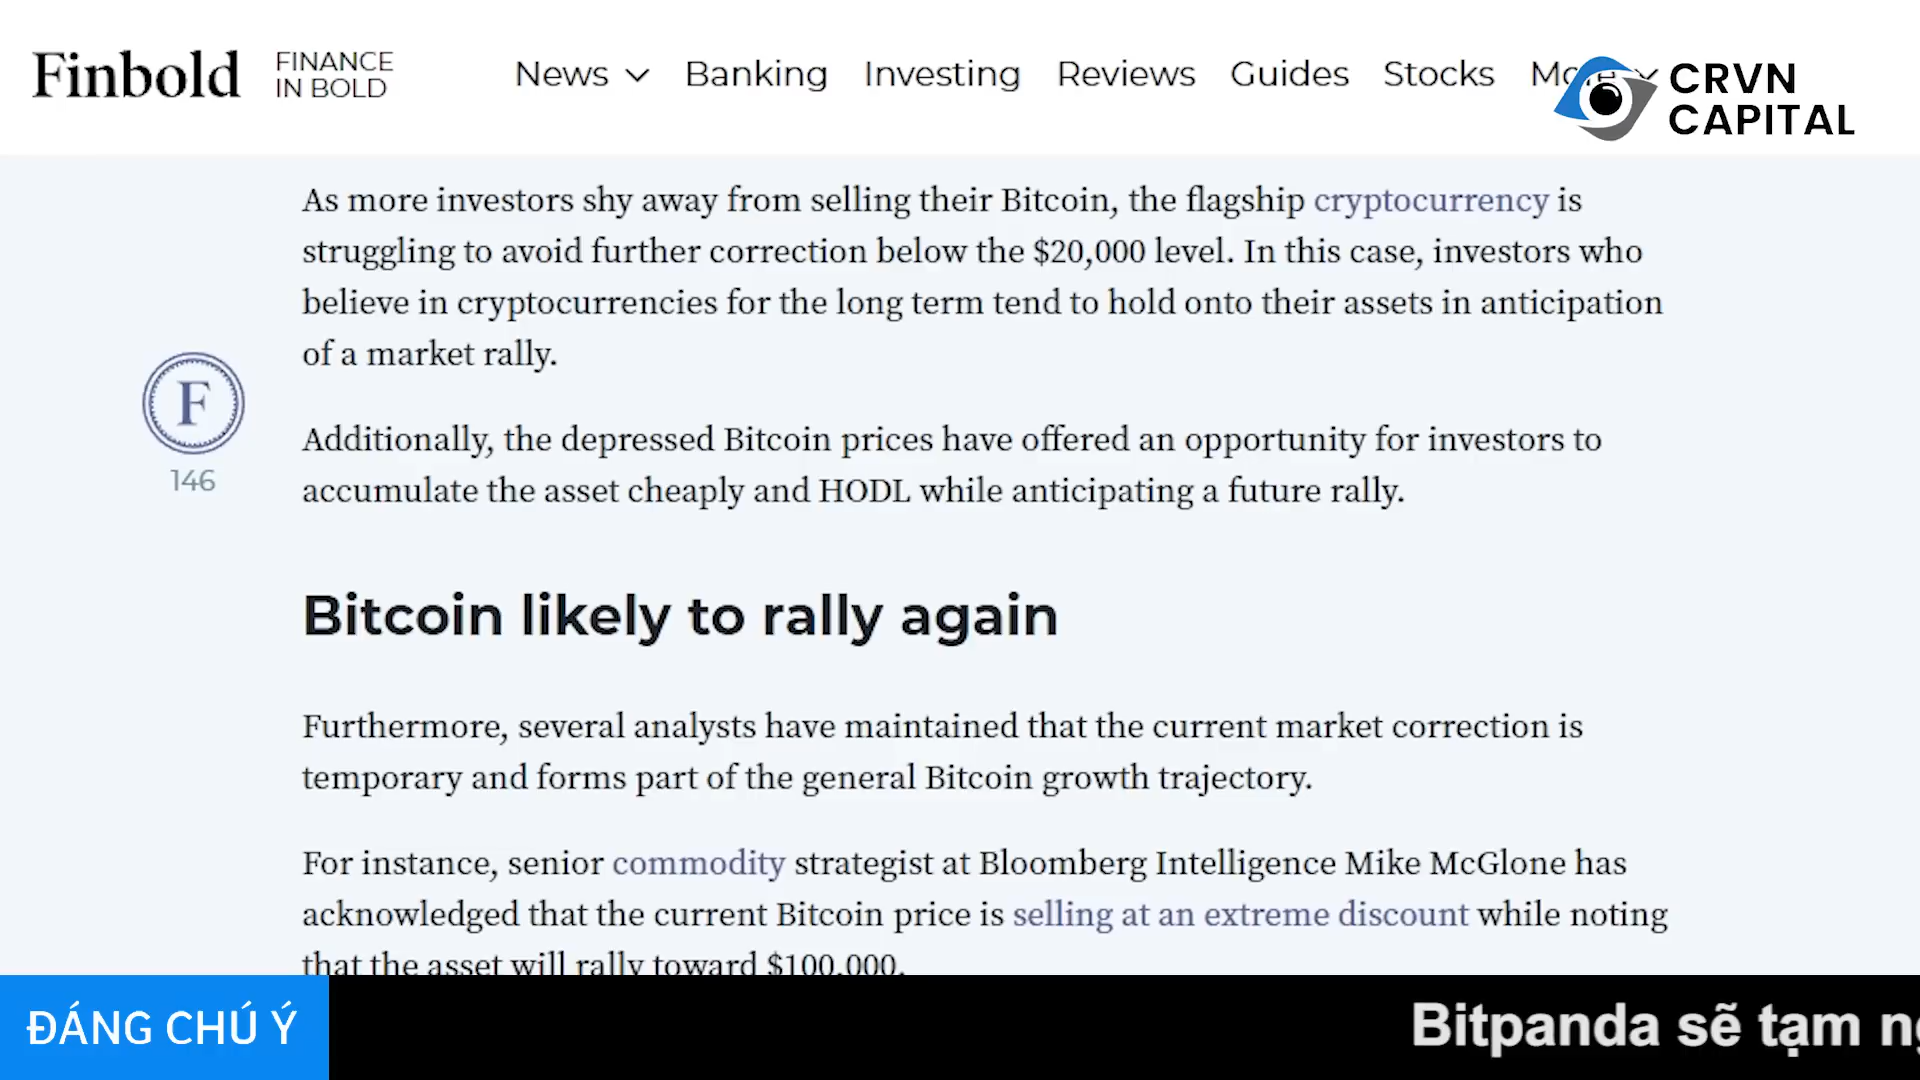 Finbold
FINANCE
IN BOLD
News Banking Investing Reviews Guides Stocks More
CRVN
CAPITAL
As more investors shy away from selling their Bitcoin, the flagship cryptocurrency is
struggling to avoid further correction below the $20,000 level. In this case, investors who
believe in cryptocurrencies for the long term tend to hold onto their assets in anticipation
of a market rally.
F
146
Additionally, the depressed Bitcoin prices have offered an opportunity for investors to
accumulate the asset cheaply and HODL while anticipating a future rally.
Bitcoin likely to rally again
Furthermore, several analysts have maintained that the current market correction is
temporary and forms part of the general Bitcoin growth trajectory.
For instance, senior commodity strategist at Bloomberg Intelligence Mike McGlone has
acknowledged that the current Bitcoin price is selling at an extreme discount while noting
that the asset will rally toward $100,000.
ĐÁNG CHÚ Ý
Bitpanda sẽ tạm